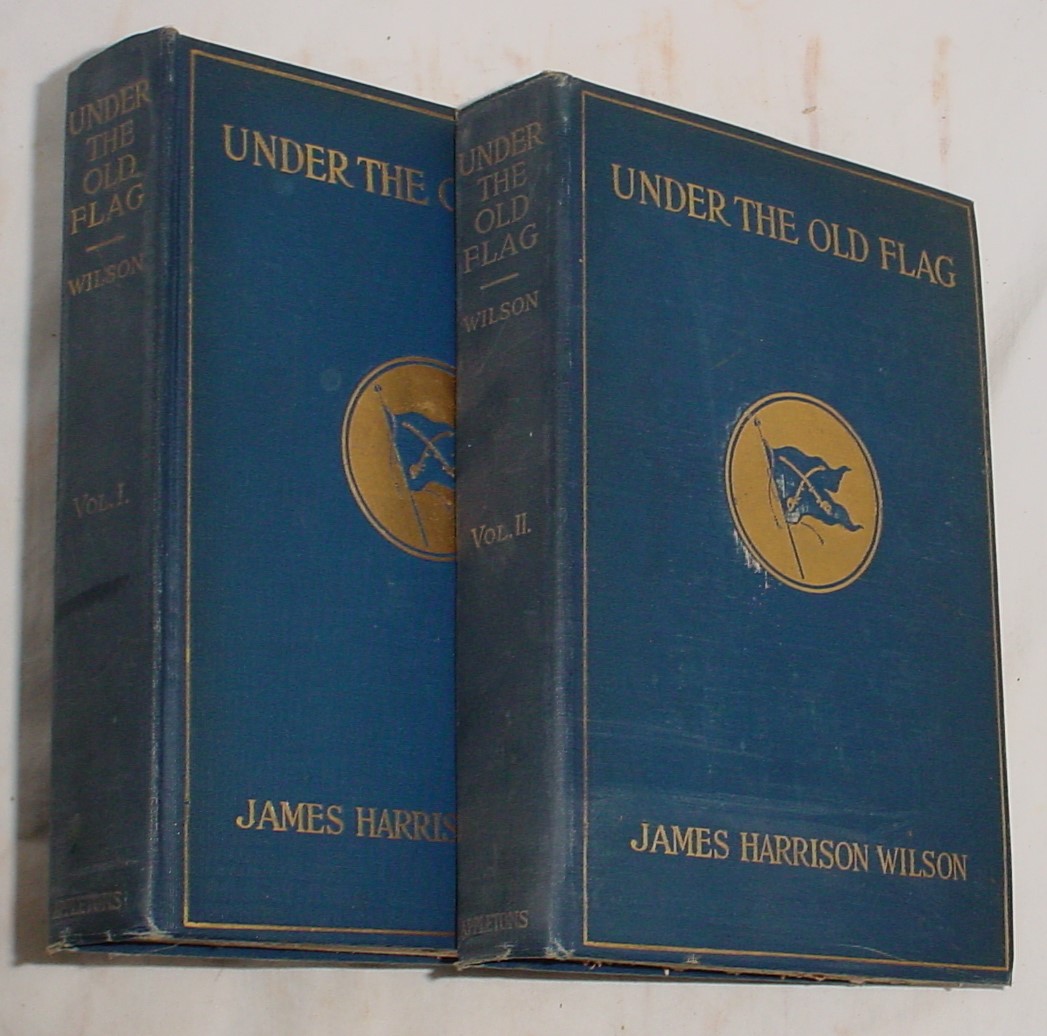 UNDER
THE
OLD
FLAG
WILSON
VOL. I.
APPLETONS
UNDER THE O
JAMES HARRIS
UNDER
THE
OLD
FLAG
WILSON
VOL. II.
APPLETONS
UNDER THE OLD FLAG
JAMES HARRISON WILSON